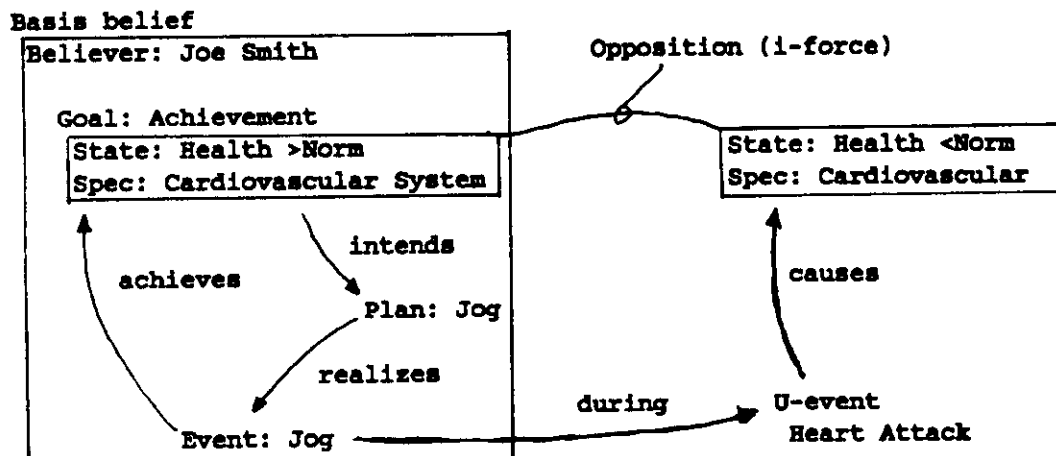 Basis belief
Believer: Joe Smith
Opposition (i-force)
Goal: Achievement
State: Health >Norm
Spec: Cardiovascular System
State: Health <Norm
Spec: Cardiovascular
intends
achieves
causes
Plan: Jog
realizes
during
U-event
Heart Attack
Event: Jog